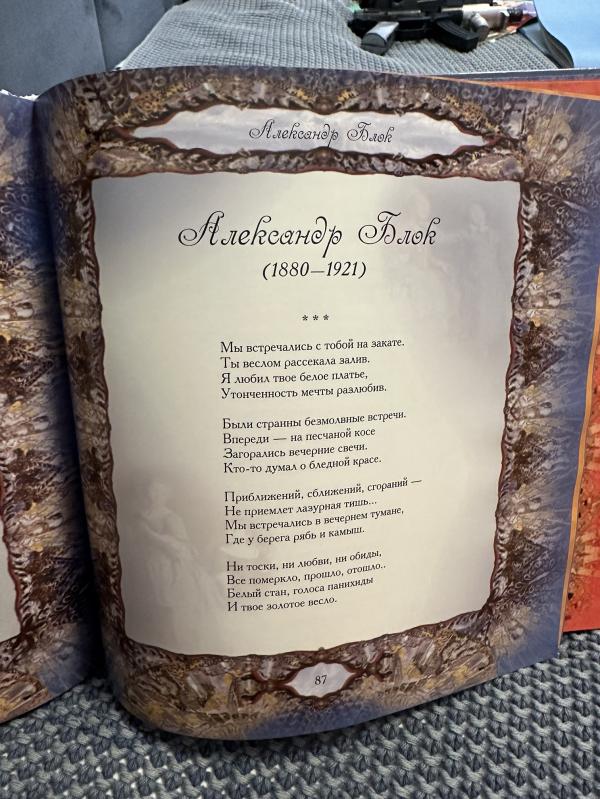 Александр Блок
Александр Блок
(1880—1921)
* * *
Мы встречались с тобой на закате.
Ты веслом рассекала залив.
Я любил твое белое платье,
Утонченность мечты разлюбив.
Были странны безмолвные встречи.
Впереди — на песчаной косе
Загорались вечерние свечи.
Кто-то думал о бледной красе.
Приближений, сближений, сгораний —
Не приемлет лазурная тишь...
Мы встречались в вечернем тумане,
Где у берега рябь и камыш.
Ни тоски, ни любви, ни обиды,
Все померкло, прошло, отошло..
Белый стан, голоса панихиды
И твое золотое весло.
87